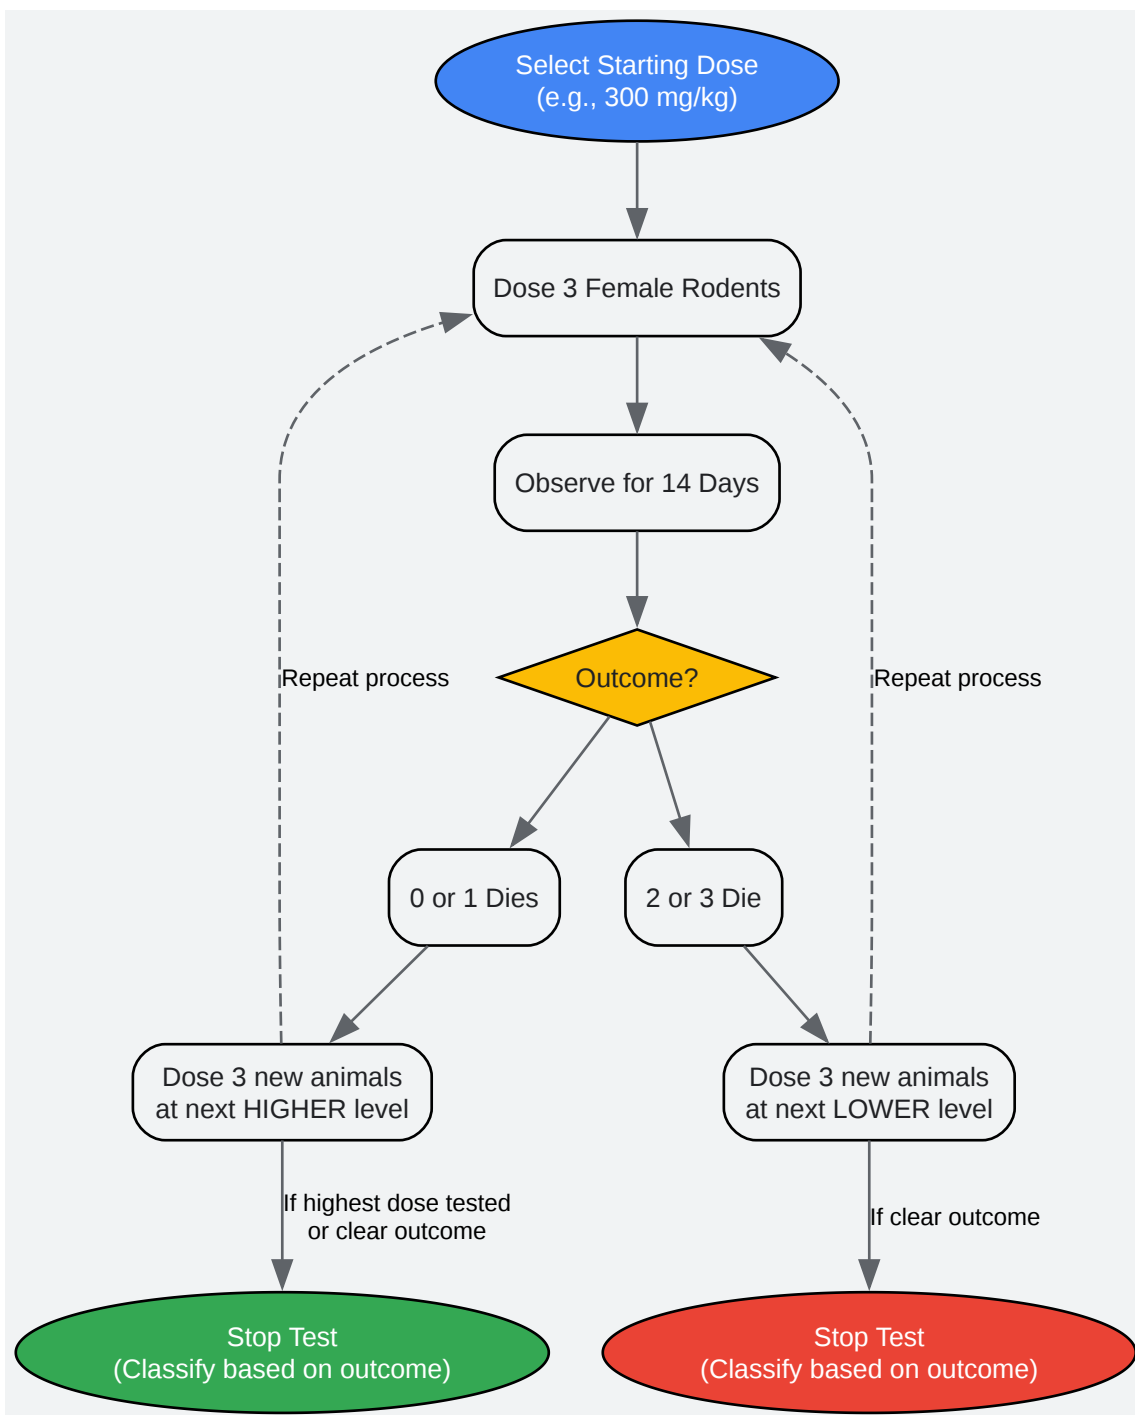 Select Starting Dose
(e.g., 300 mg/kg)
Dose 3 Female Rodents
Observe for 14 Days
Outcome?
Repeat process
Repeat process
0 or 1 Dies
2 or 3 Die
Dose 3 new animals
at next HIGHER level
Dose 3 new animals
at next LOWER level
If highest dose tested
or clear outcome
If clear outcome
Stop Test
(Classify based on outcome)
Stop Test
(Classify based on outcome)